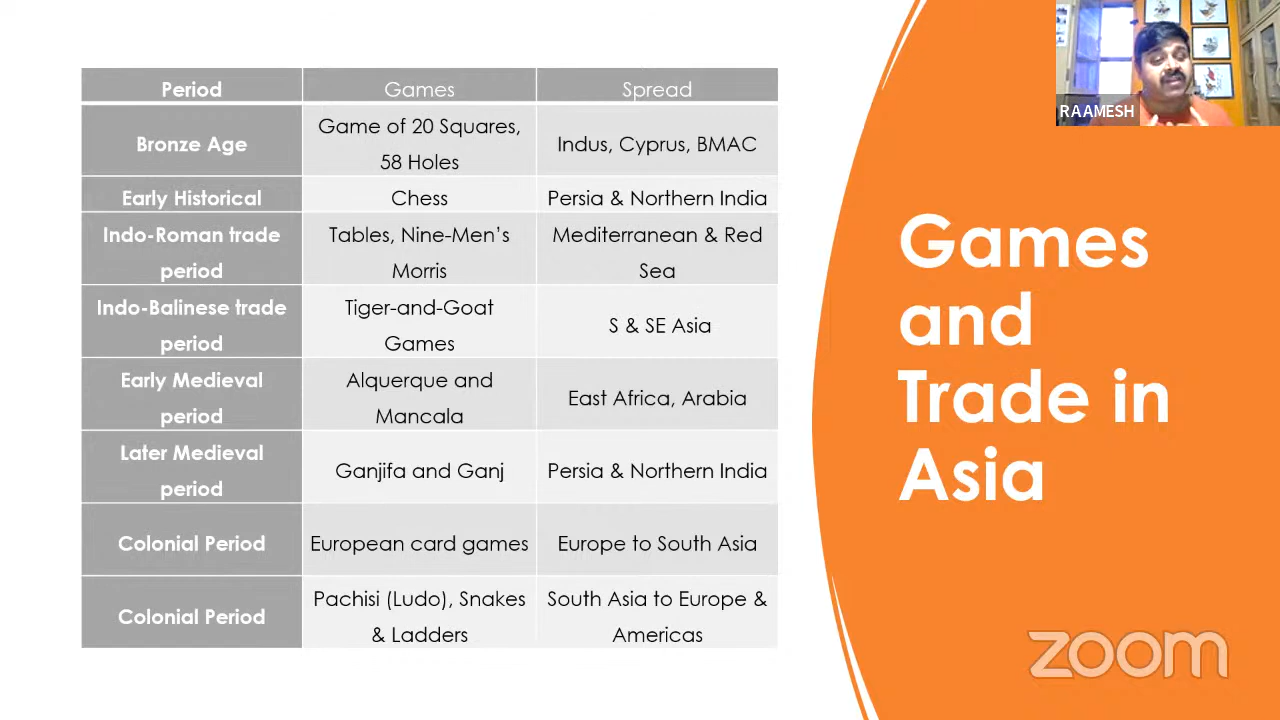 Period Games Spread
Bronze Age
Game of 20 Squares,
58 Holes
Indus, Cyprus, BMAC
Early Historical Chess Persia & Northern India
Indo-Roman trade
period
Tables, Nine-Men’s
Morris
Mediterranean & Red
Sea
Indo-Balinese trade
period
Tiger-and-Goat
Games
S & SE Asia
Early Medieval
period
Alquerque and
Mancala
East Africa, Arabia
Later Medieval
period
Ganjifa and Ganj
Persia & Northern India
Colonial Period European card games Europe to South Asia
Colonial Period
Pachisi (Ludo), Snakes
& Ladders
South Asia to Europe &
Americas
Games
and
Trade in
Asia
RAAMESH
zoom